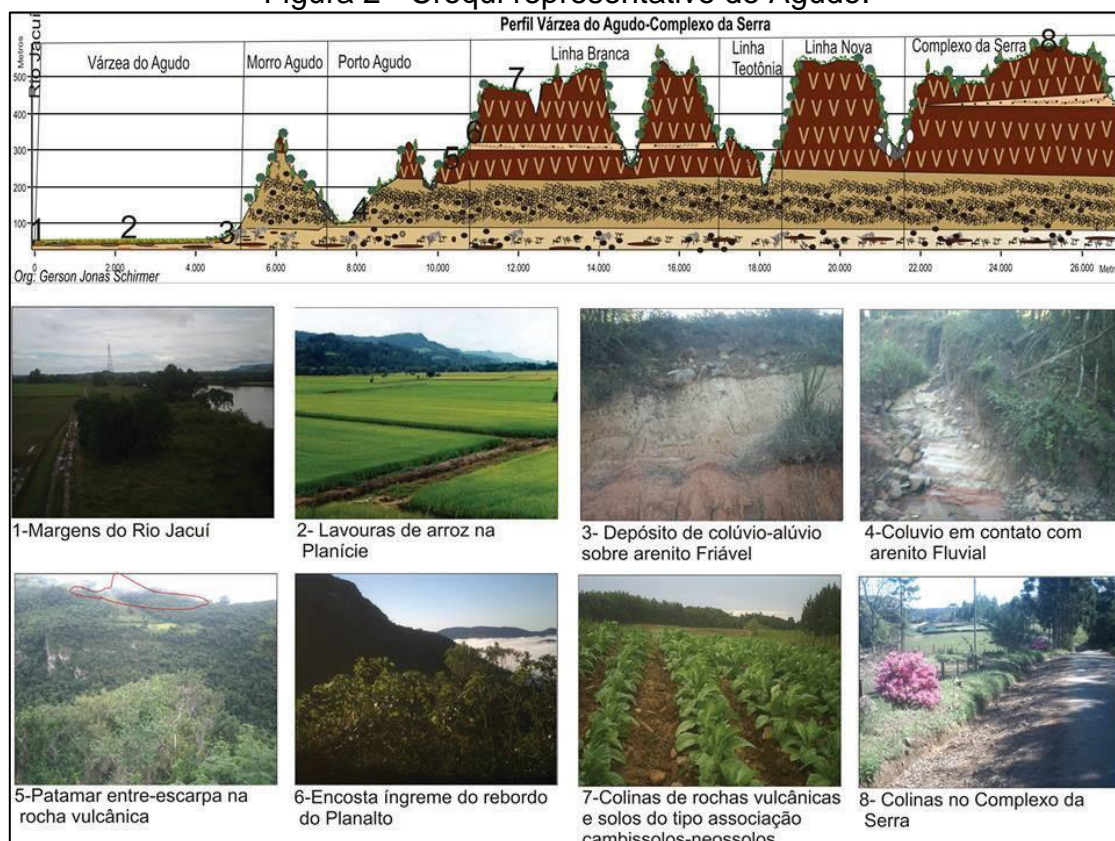 Figura 2 - Croqui representativo de Agudo.
Perfil Várzea do Agudo-Complexo da Serra
Metros
Rio Jacuí
Várzea do Agudo
Morro Agudo
Porto Agudo
Linha Branca
Linha Teotônia
Linha Nova
Complexo da Serra
500
400
300
200
100
1
2
3
4
5
6
7
8
0
2.000
4.000
6.000
8.000
10.000
12.000
14.000
16.000
18.000
20.000
22.000
24.000
26.000
Org: Gerson Jonas Schirmer
1-Margens do Rio Jacuí
2- Lavouras de arroz na
Planície
3- Depósito de colúvio-alúvio
sobre arenito Friável
4-Coluvio em contato com
arenito Fluvial
5-Patamar entre-escarpa na
rocha vulcânica
6-Encosta íngreme do rebordo
do Planalto
7-Colinas de rochas vulcânicas
e solos do tipo associação
cambissolos-neossolos
8- Colinas no Complexo da
Serra